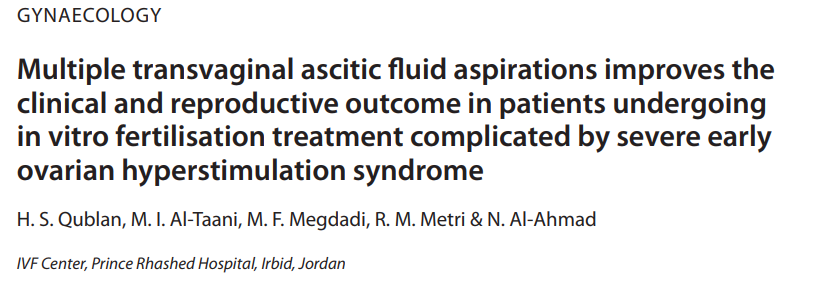 GYNAECOLOGY
Multiple transvaginal ascitic fluid aspirations improves the
clinical and reproductive outcome in patients undergoing
in vitro fertilisation treatment complicated by severe early
ovarian hyperstimulation syndrome
H. S. Qublan, M. I. Al-Taani, M. F. Megdadi, R. M. Metri & N. Al-Ahmad
IVF Center, Prince Rhashed Hospital, Irbid, Jordan